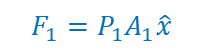 F₁ = P₁A₁x̂